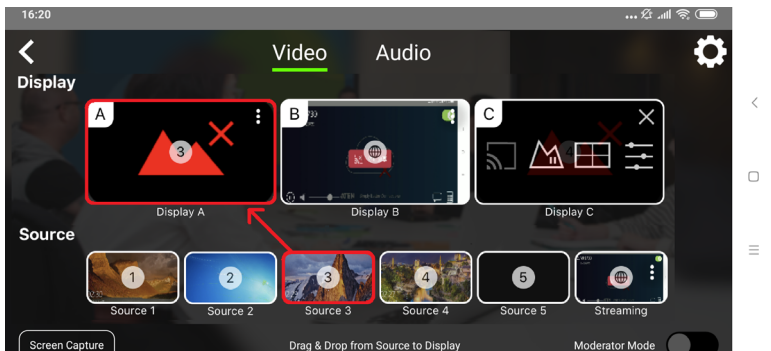 16:20
Video Audio
Display
A B C
3 4
Display A Display B Display C
Source
1 2 3 4 5
Source 1 Source 2 Source 3 Source 4 Source 5 Streaming
Screen Capture Drag & Drop from Source to Display Moderator Mode